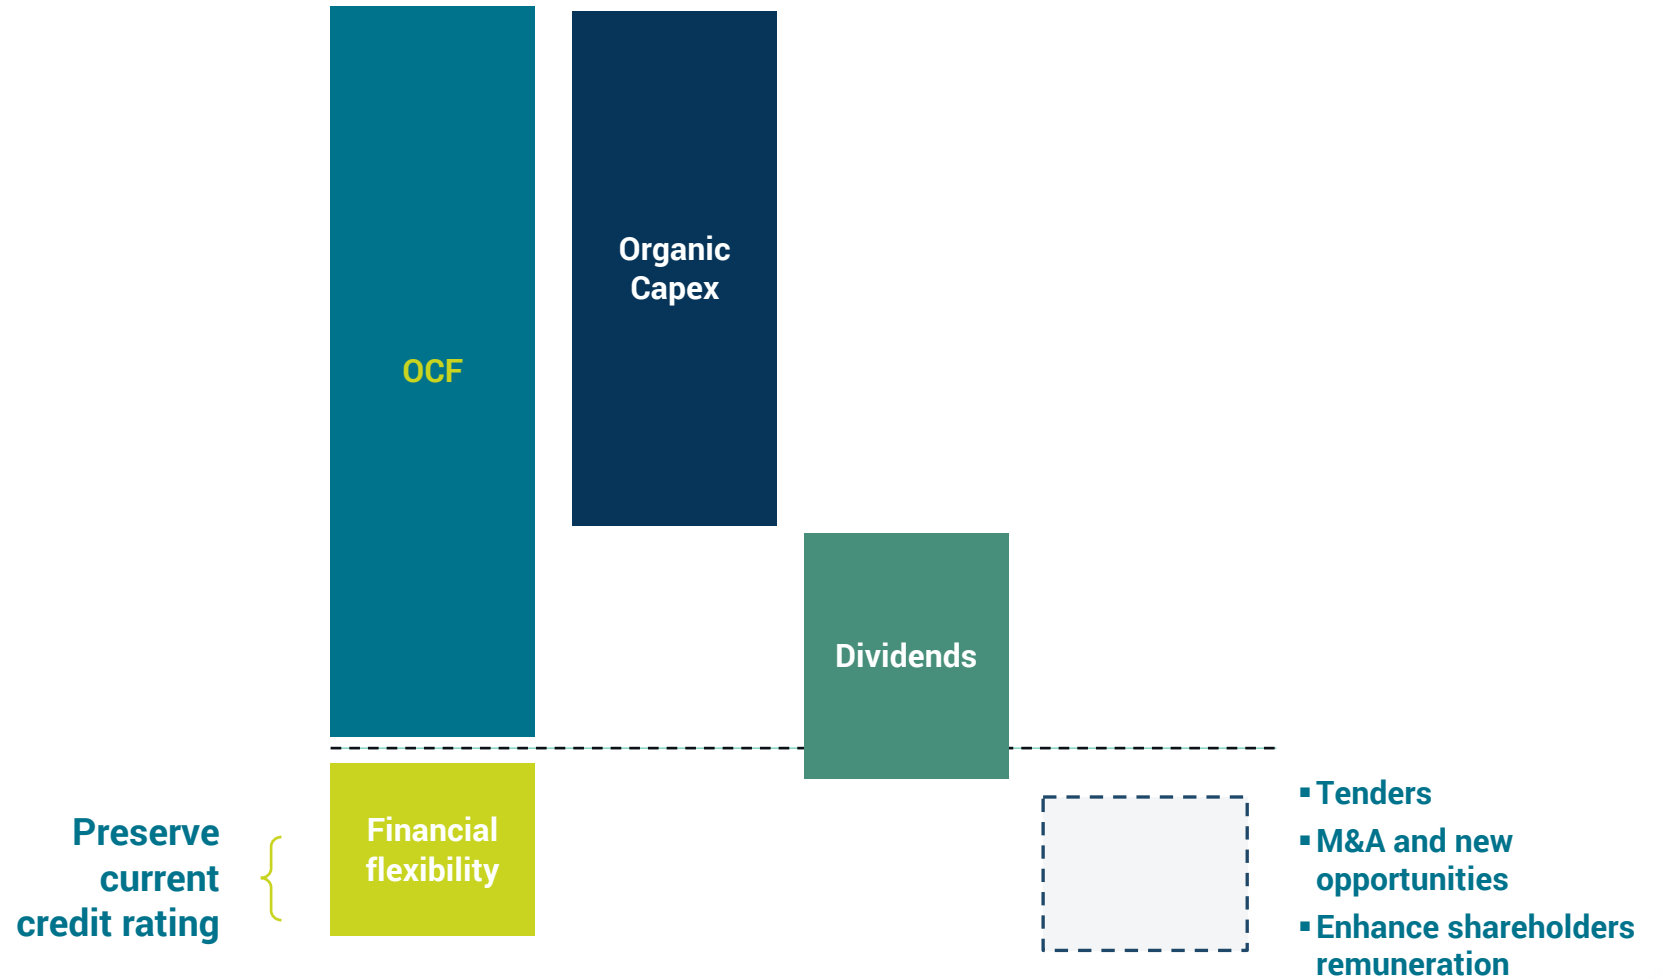 Organic
Capex
OCF
Dividends
Preserve
current
credit rating
Financial
flexibility
▪ Tenders
▪ M&A and new
opportunities
▪ Enhance shareholders
remuneration